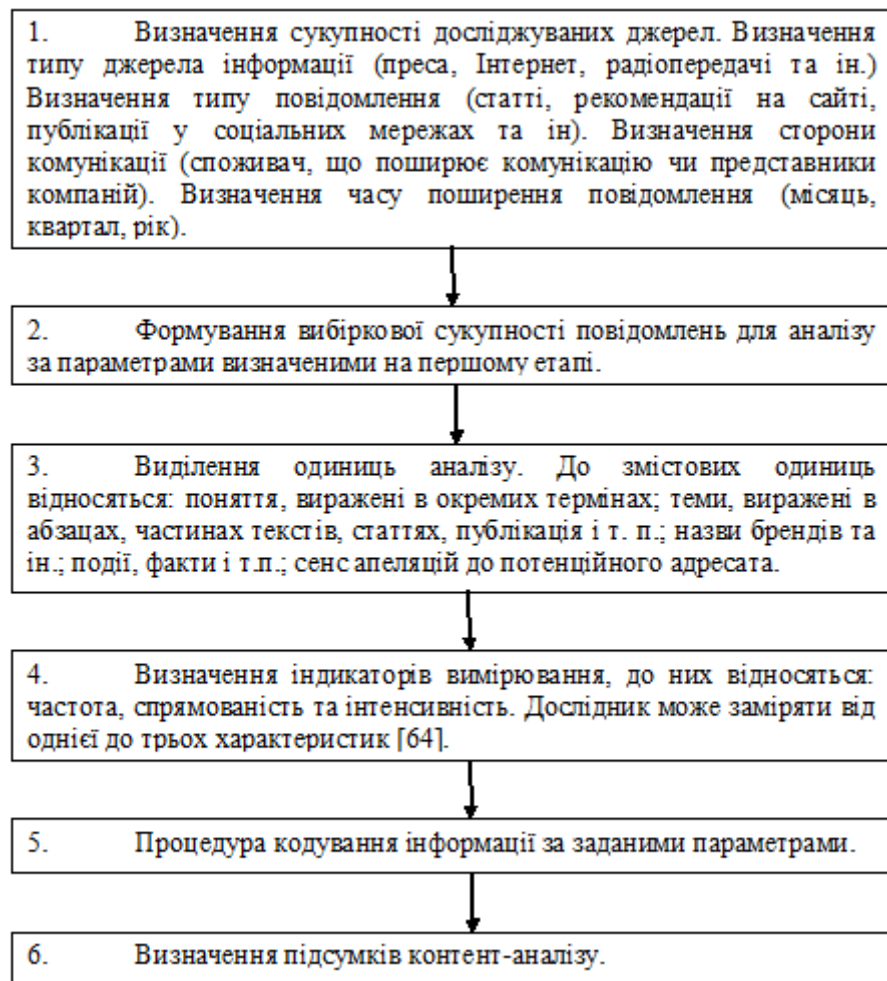 1. Визначення сукупності досліджуваних джерел. Визначення
типу джерела інформації (преса, Інтернет, радіопередачі та ін.)
Визначення типу повідомлення (статті, рекомендації на сайті,
публікації у соціальних мережах та ін). Визначення сторони
комунікації (споживач, що поширює комунікацію чи представники
компаній). Визначення часу поширення повідомлення (місяць,
квартал, рік).
2. Формування вибіркової сукупності повідомлень для аналізу
за параметрами визначеними на першому етапі.
3. Виділення одиниць аналізу. До змістових одиниць
відносяться: поняття, виражені в окремих термінах; теми, виражені в
абзацах, частинах текстів, статтях, публікація і т. п.; назви брендів та
ін.; події, факти і т.п.; сенс апеляцій до потенційного адресата.
4. Визначення індикаторів вимірювання, до них відносяться:
частота, спрямованість та інтенсивність. Дослідник може заміряти від
однієї до трьох характеристик [64].
5. Процедура кодування інформації за заданими параметрами.
6. Визначення підсумків контент-аналізу.